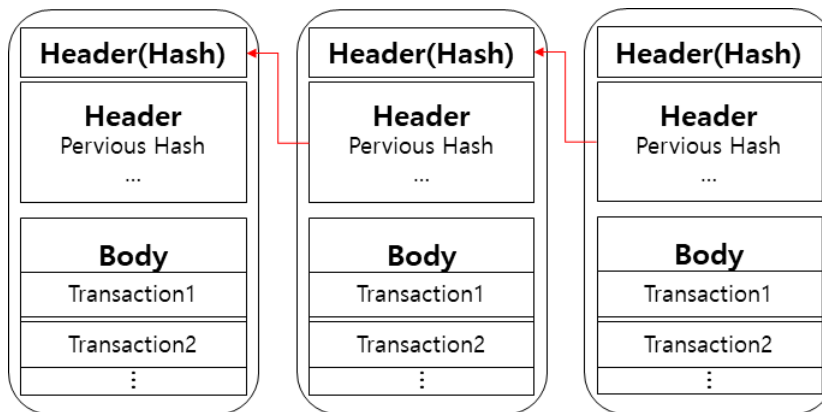 Header(Hash)
Header
Pervious Hash
...
Body
Transaction1
Transaction2
⋮
Header(Hash)
Header
Pervious Hash
...
Body
Transaction1
Transaction2
⋮
Header(Hash)
Header
Pervious Hash
...
Body
Transaction1
Transaction2
⋮